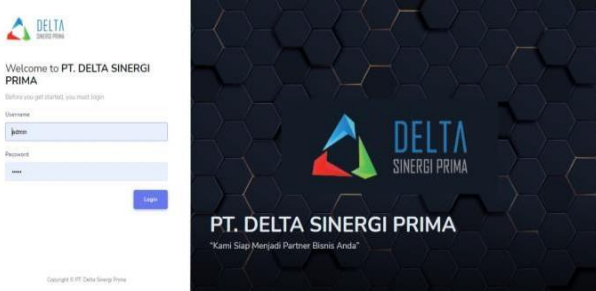 DELTA
SINERGI PRIMA
Welcome to PT. DELTA SINERGI
PRIMA
Before you get started, you must login
Username
admin
Password
•••••
Login
Copyright © PT. Delta Sinergi Prima
DELTA
SINERGI PRIMA
PT. DELTA SINERGI PRIMA
"Kami Siap Menjadi Partner Bisnis Anda"